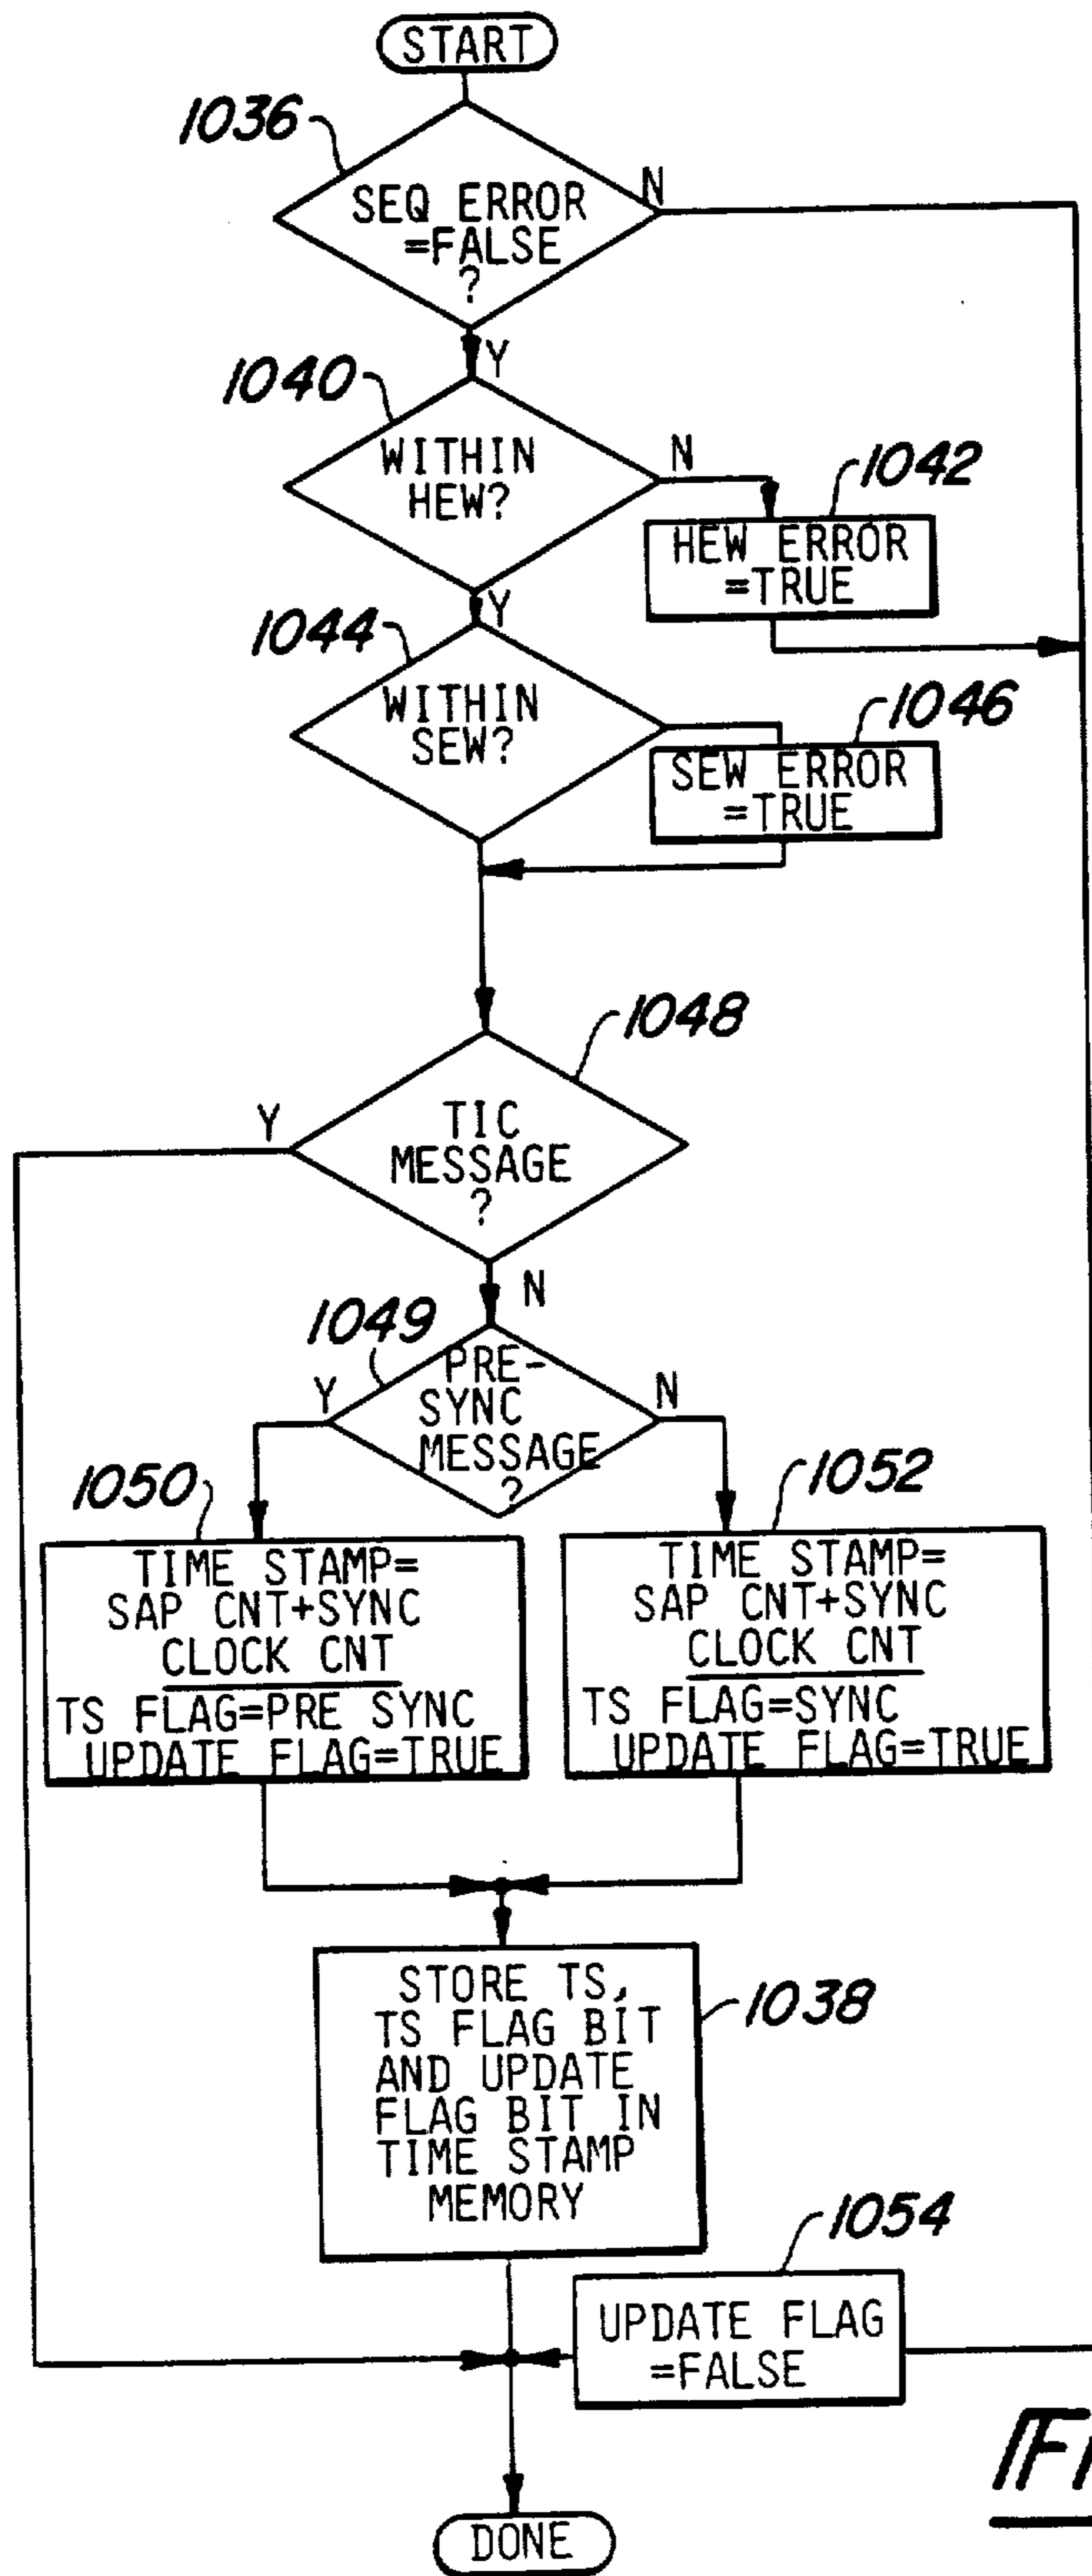 START
1036
SEQ ERROR
=FALSE
?
N
Y
1040
WITHIN
HEW?
N
1042
HEW ERROR
=TRUE
Y
1044
WITHIN
SEW?
1046
SEW ERROR
=TRUE
1048
Y
TIC
MESSAGE
?
N
1049
Y
PRE-
SYNC
MESSAGE
?
N
1050
TIME STAMP=
SAP CNT+SYNC
CLOCK CNT
TS FLAG=PRE SYNC
UPDATE FLAG=TRUE
1052
TIME STAMP=
SAP CNT+SYNC
CLOCK CNT
TS FLAG=SYNC
UPDATE FLAG=TRUE
STORE TS,
TS FLAG BIT
AND UPDATE
FLAG BIT IN
TIME STAMP
MEMORY
1038
1054
UPDATE FLAG
=FALSE
DONE